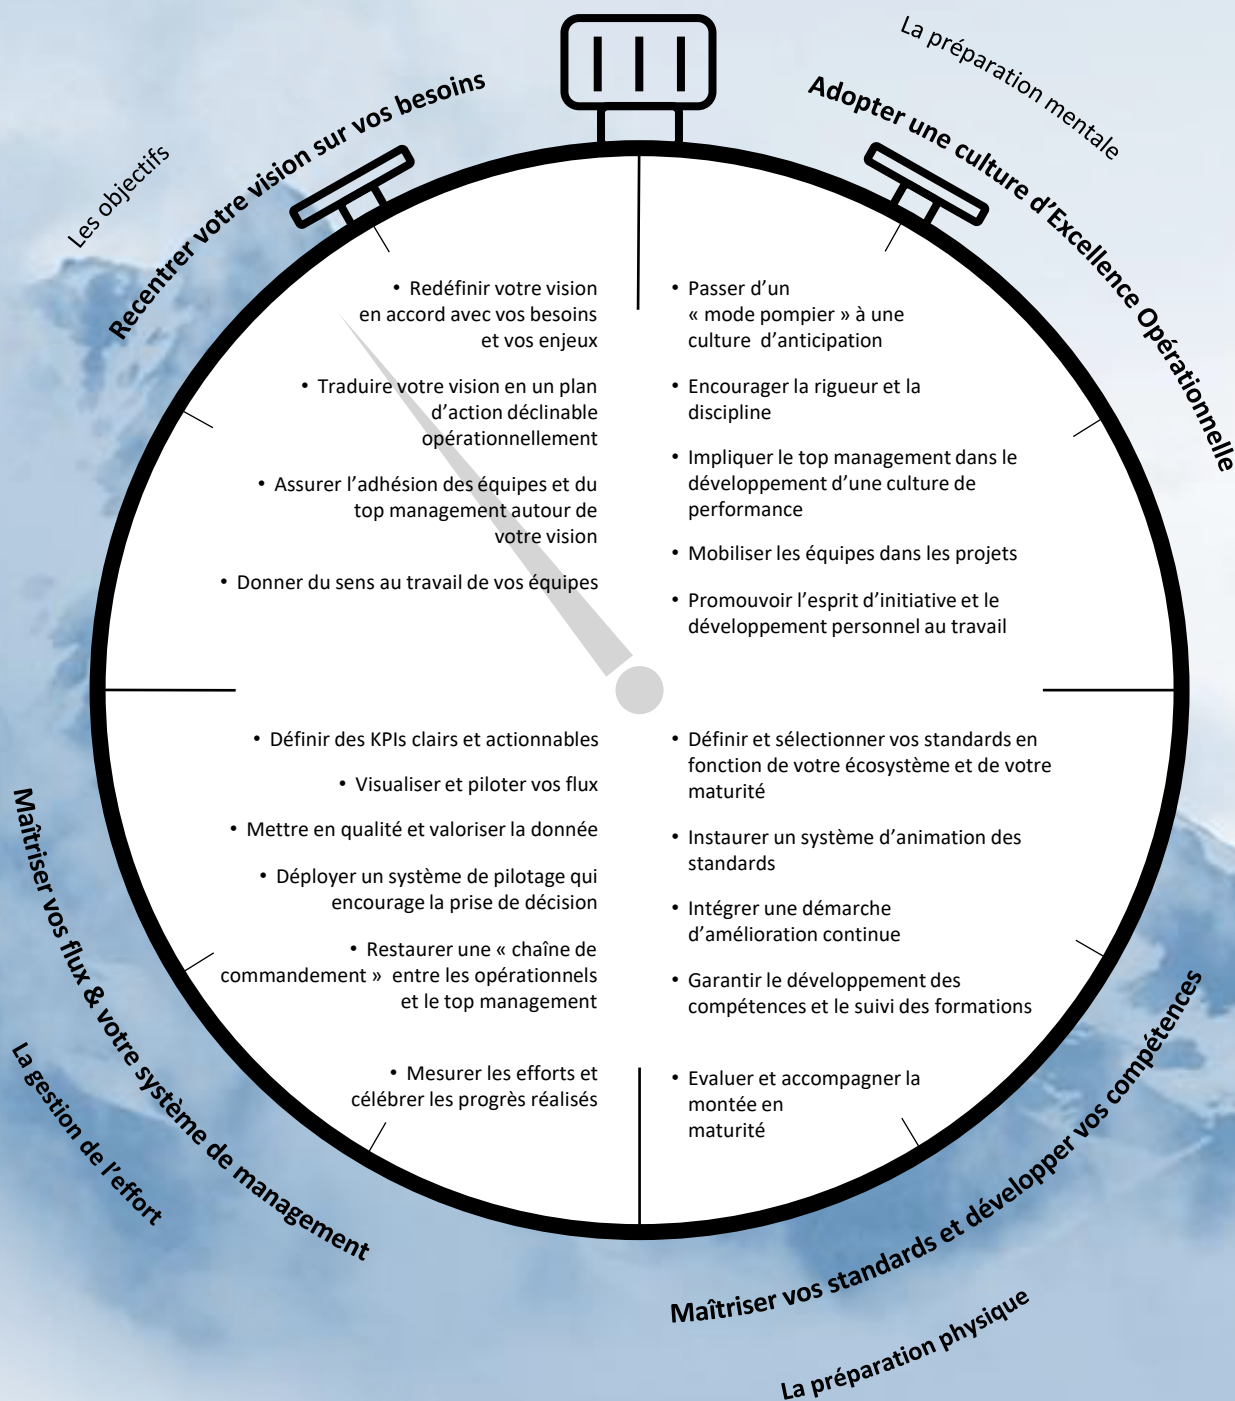 Les objectifs
Recentrer votre vision sur vos besoins
• Redéfinir votre vision
en accord avec vos besoins
et vos enjeux
• Traduire votre vision en un plan
d’action déclinable
opérationnellement
• Assurer l’adhésion des équipes et du
top management autour de
votre vision
• Donner du sens au travail de vos équipes
La préparation mentale
Adopter une culture d’Excellence Opérationnelle
• Passer d’un
« mode pompier » à une
culture d’anticipation
• Encourager la rigueur et la
discipline
• Impliquer le top management dans le
développement d’une culture de
performance
• Mobiliser les équipes dans les projets
• Promouvoir l’esprit d’initiative et le
développement personnel au travail
• Définir des KPIs clairs et actionnables
• Visualiser et piloter vos flux
• Mettre en qualité et valoriser la donnée
• Déployer un système de pilotage qui
encourage la prise de décision
• Restaurer une « chaîne de
commandement » entre les opérationnels
et le top management
• Mesurer les efforts et
célébrer les progrès réalisés
Maîtriser vos flux & votre système de management
La gestion de l’effort
• Définir et sélectionner vos standards en
fonction de votre écosystème et de votre
maturité
• Instaurer un système d’animation des
standards
• Intégrer une démarche
d’amélioration continue
• Garantir le développement des
compétences et le suivi des formations
• Evaluer et accompagner la
montée en
maturité
Maîtriser vos standards et développer vos compétences
La préparation physique